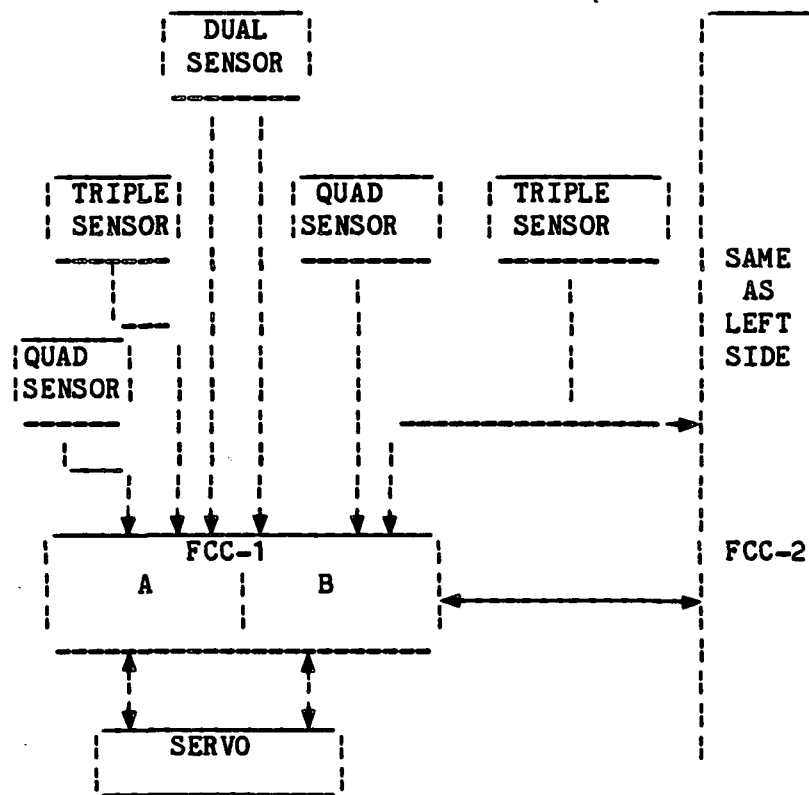 DUAL
SENSOR
TRIPLE
SENSOR
QUAD
SENSOR
TRIPLE
SENSOR
SAME
AS
LEFT
SIDE
QUAD
SENSOR
FCC-1
A
B
FCC-2
SERVO